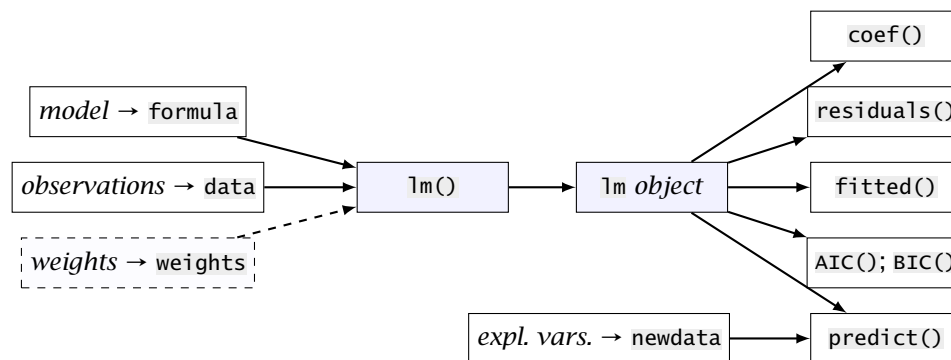 coef()
model → formula
residuals()
observations → data
lm()
lm object
fitted()
weights → weights
AIC(); BIC()
expl. vars. → newdata
predict()